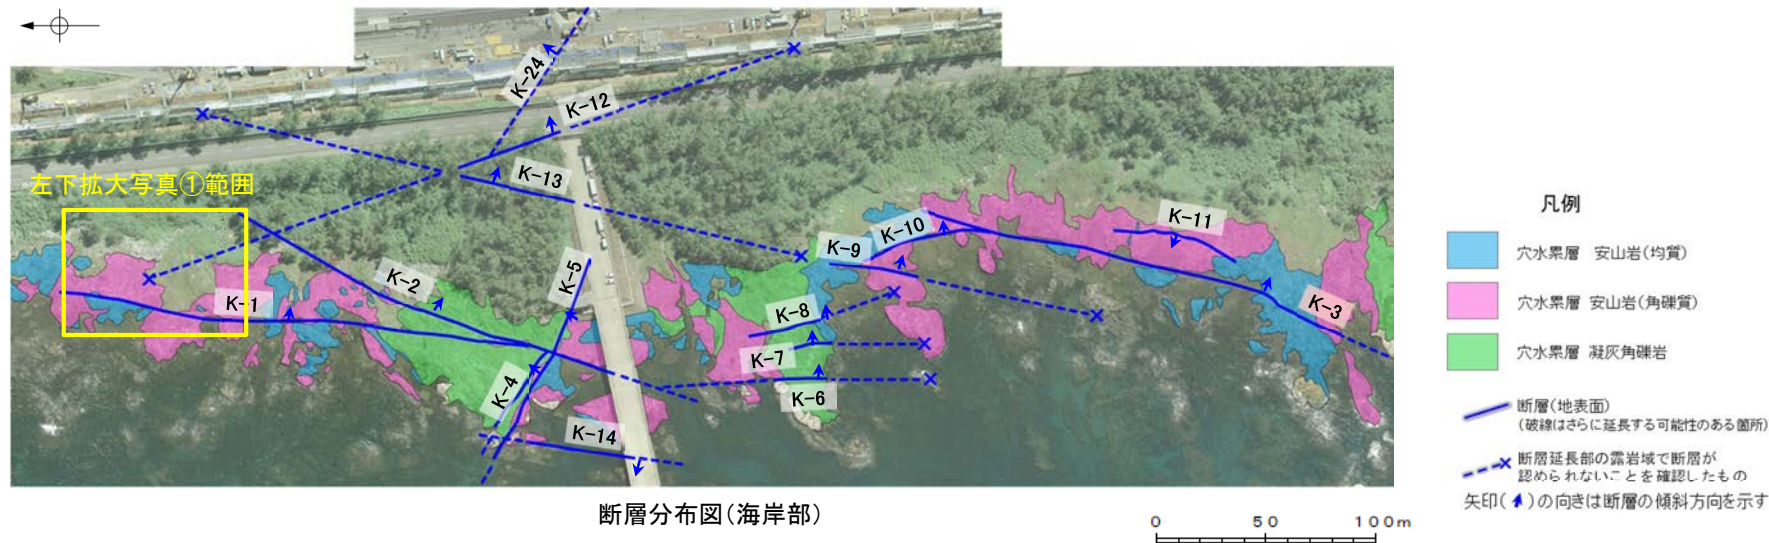 K-24
K-12
K-13
左下拡大写真①範囲
K-11
K-10
K-9
K-5
K-2
K-1
K-3
K-8
K-7
K-4
K-6
K-14
断層分布図(海岸部)
0 50 100m
凡例
穴水累層 安山岩(均質)
穴水累層 安山岩(角礫質)
穴水累層 凝灰角礫岩
断層(地表面)
(破線はさらに延長する可能性のある箇所)
断層延長部の露岩域で断層が
認められないことを確認したもの
矢印( )の向きは断層の傾斜方向を示す